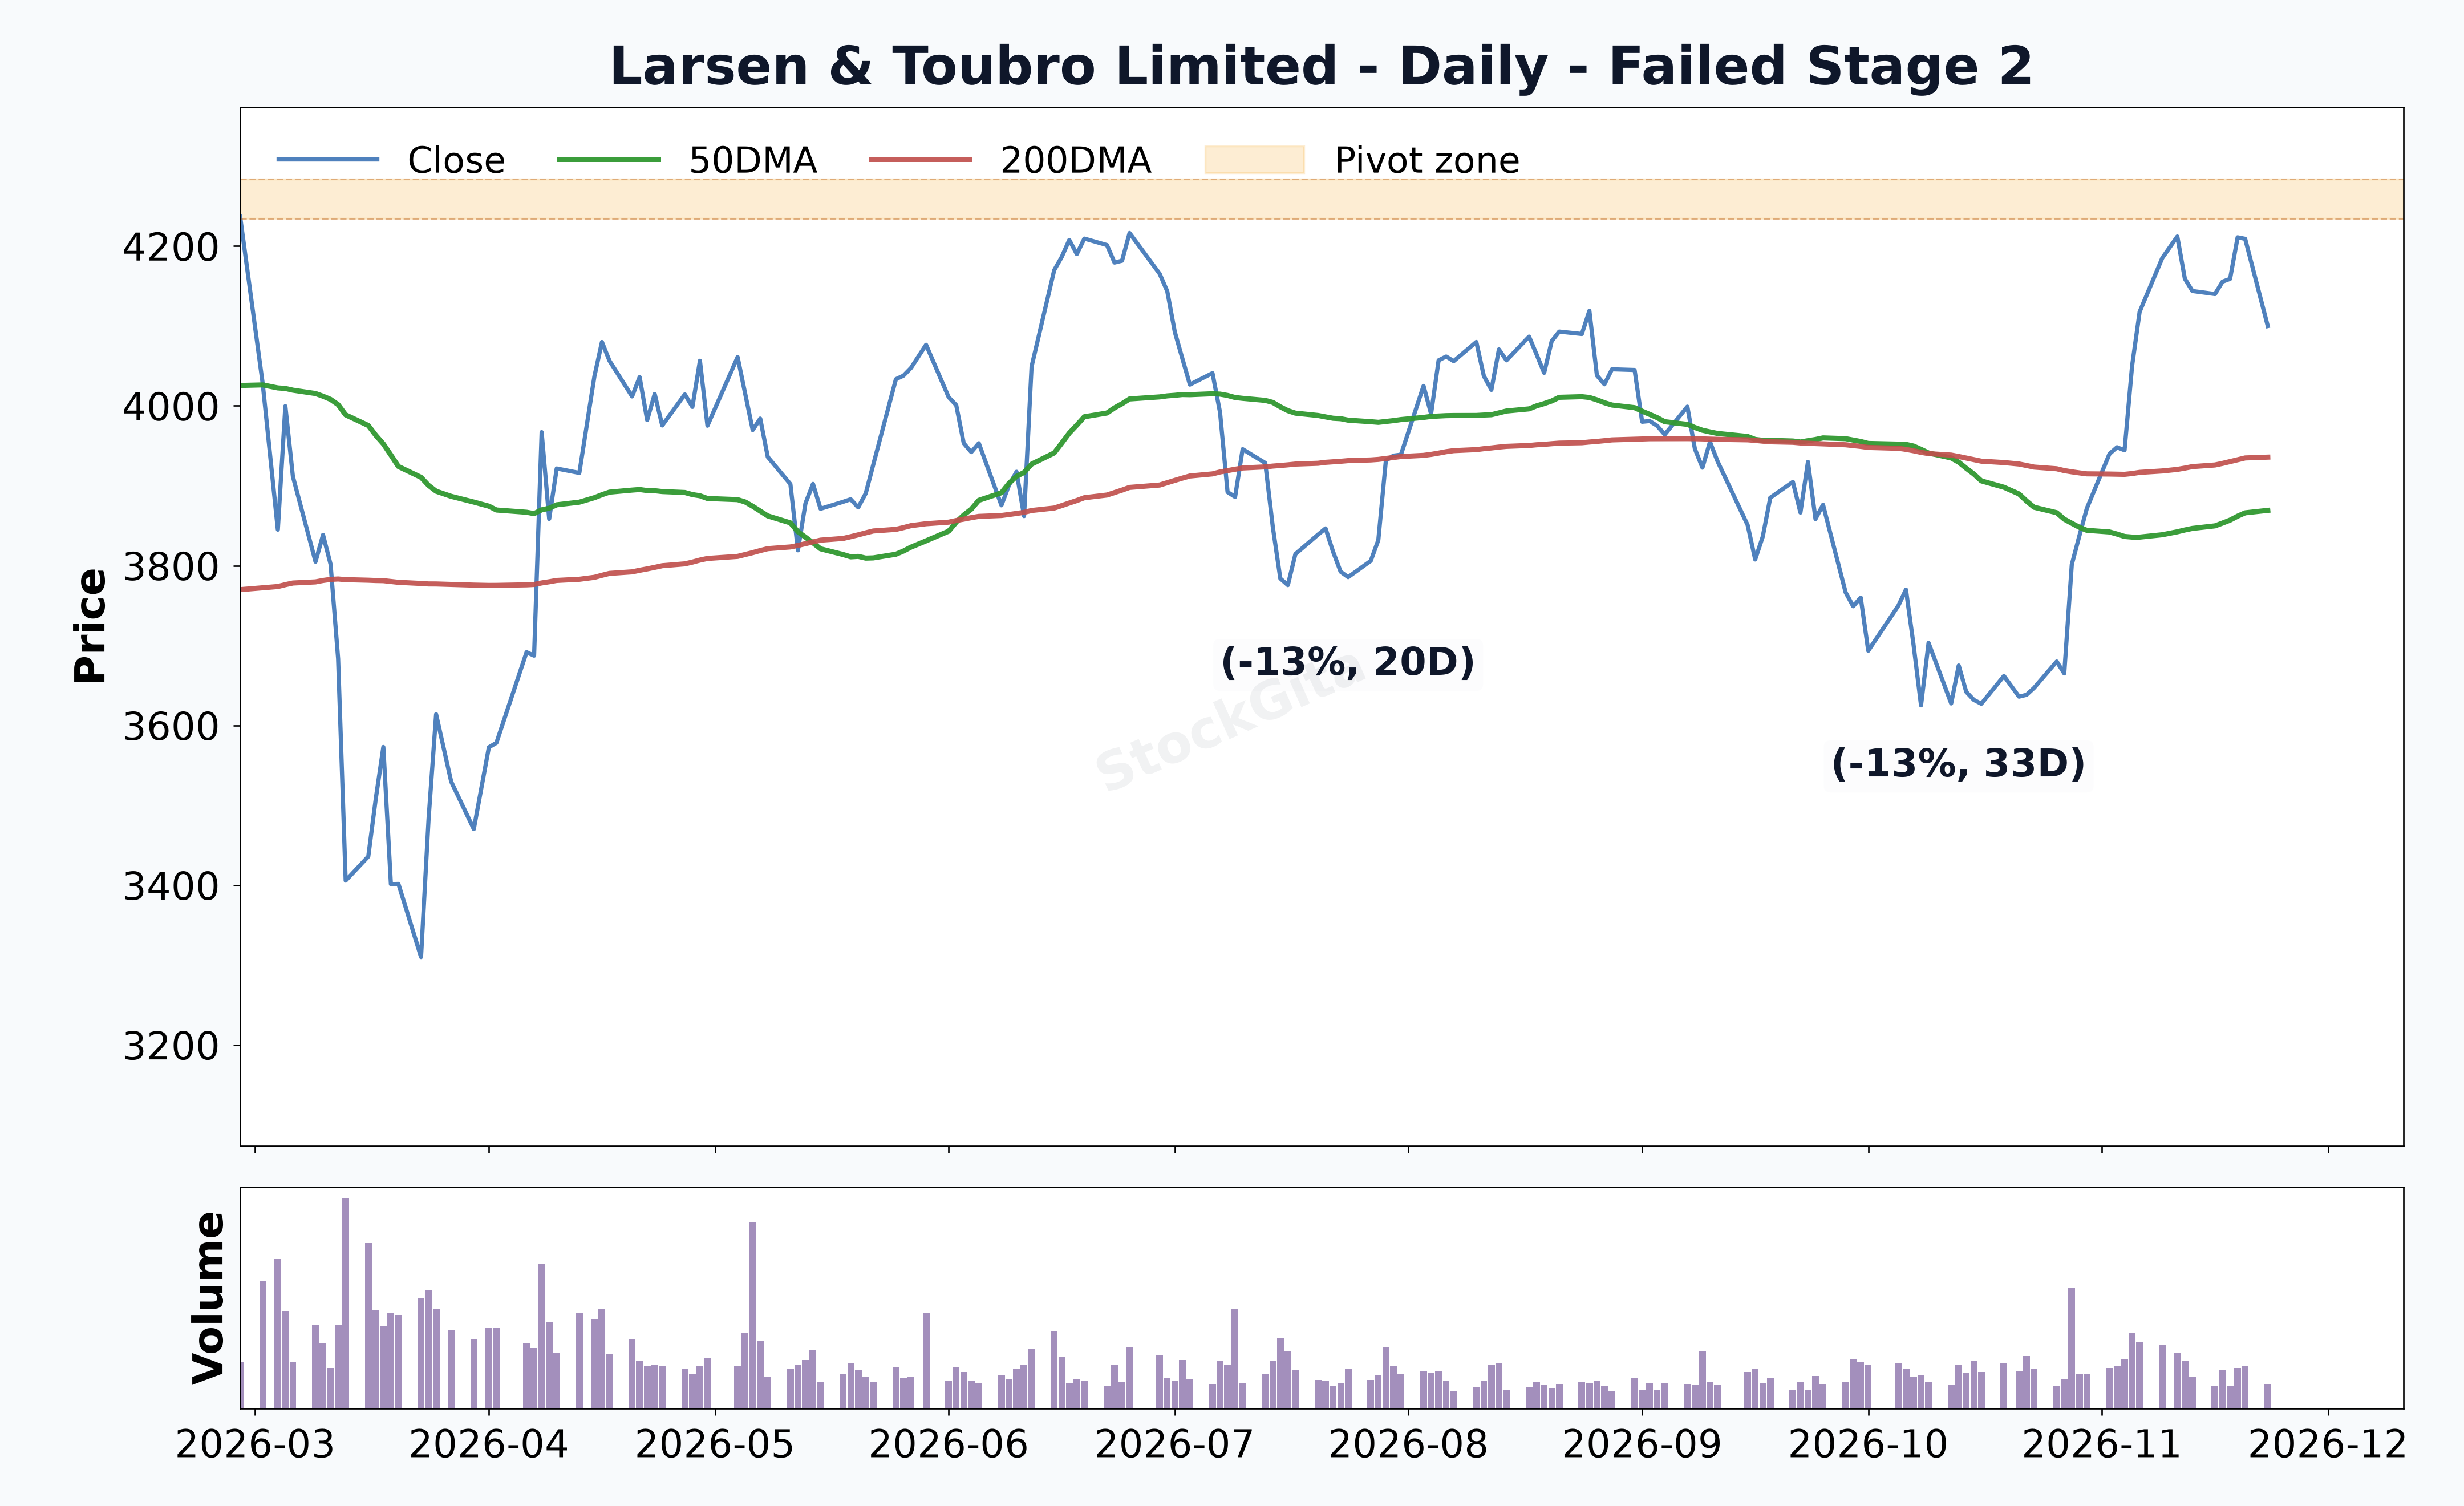 Larsen & Toubro Limited - Daily - Failed Stage 2
Close 50DMA 200DMA Pivot zone
4200
4000
3800
3600
3400
3200
Price
(-13%, 20D)
(-13%, 33D)
StockGita
Volume
2026-03 2026-04 2026-05 2026-06 2026-07 2026-08 2026-09 2026-10 2026-11 2026-12